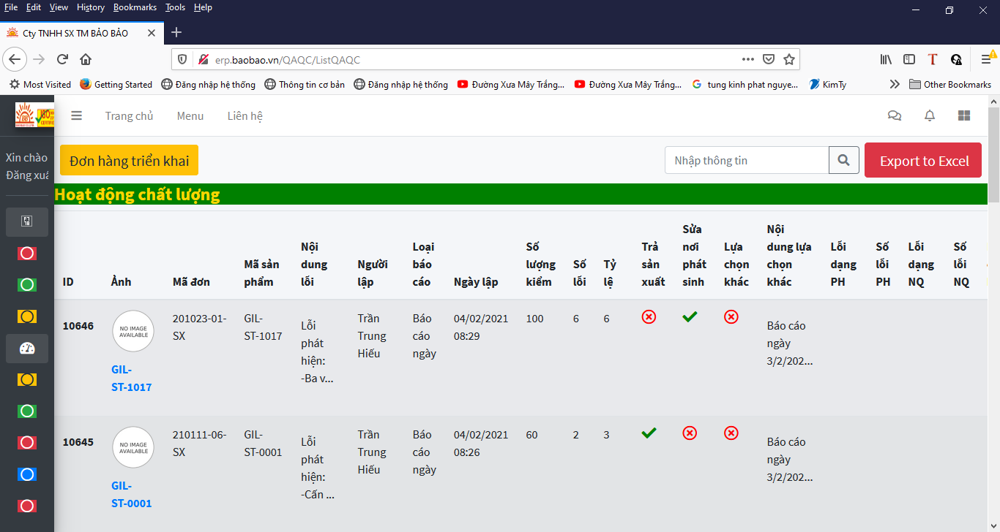 File Edit View History Bookmarks Tools Help
Cty TNHH SX TM BẢO BẢO
erp.baobao.vn/QAQC/ListQAQC
Most Visited Getting Started Đăng nhập hệ thống Thông tin cơ bản Đăng nhập hệ thống Đường Xưa Mây Trắng... Đường Xưa Mây Trắng... tung kinh phat nguye... KimTy Other Bookmarks
Trang chủ Menu Liên hệ
Xin chào
Đăng xuấ
Đơn hàng triển khai
Nhập thông tin
Export to Excel
Hoạt động chất lượng
ID
Ảnh
Mã đơn
Mã sản
phẩm
Nội
dung
lỗi
Người
lập
Loại
báo
cáo
Ngày lập
Số
lượng
kiểm
Số
lỗi
Tỷ
lệ
Trả
sản
xuất
Sửa
nơi
phát
sinh
Lựa
chọn
khác
Nội
dung lựa
chọn
khác
Lỗi
dạng
PH
Số
lỗi
PH
Lỗi
dạng
NQ
Số
lỗi
NQ
10646
NO IMAGE
AVAILABLE
GIL-
ST-1017
201023-01-
SX
GIL-
ST-1017
Lỗi
phát
hiện:
-Ba v...
Trần
Trung
Hiếu
Báo
cáo
ngày
04/02/2021
08:29
100
6
6
Báo cáo
ngày
3/2/202...
10645
NO IMAGE
AVAILABLE
GIL-
ST-0001
210111-06-
SX
GIL-
ST-0001
Lỗi
phát
hiện:
-Cấn ...
Trần
Trung
Hiếu
Báo
cáo
ngày
04/02/2021
08:26
60
2
3
Báo cáo
ngày
3/2/202...